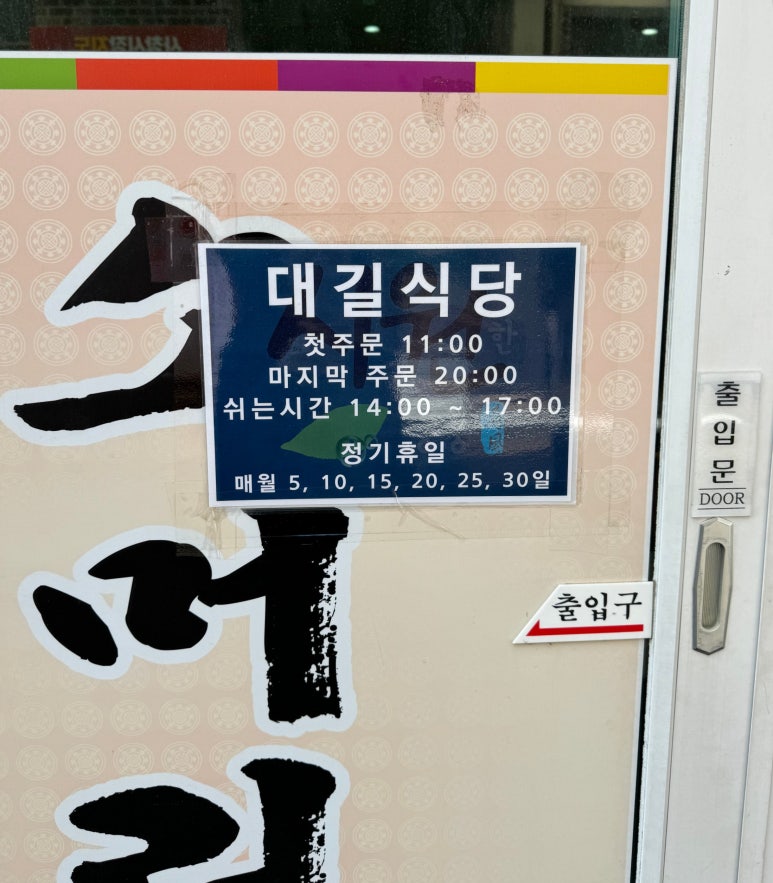 대길식당
첫주문 11:00
마지막 주문 20:00
쉬는시간 14:00 ~ 17:00
정기휴일
매월 5, 10, 15, 20, 25, 30일
출입문
DOOR
출입구
머리